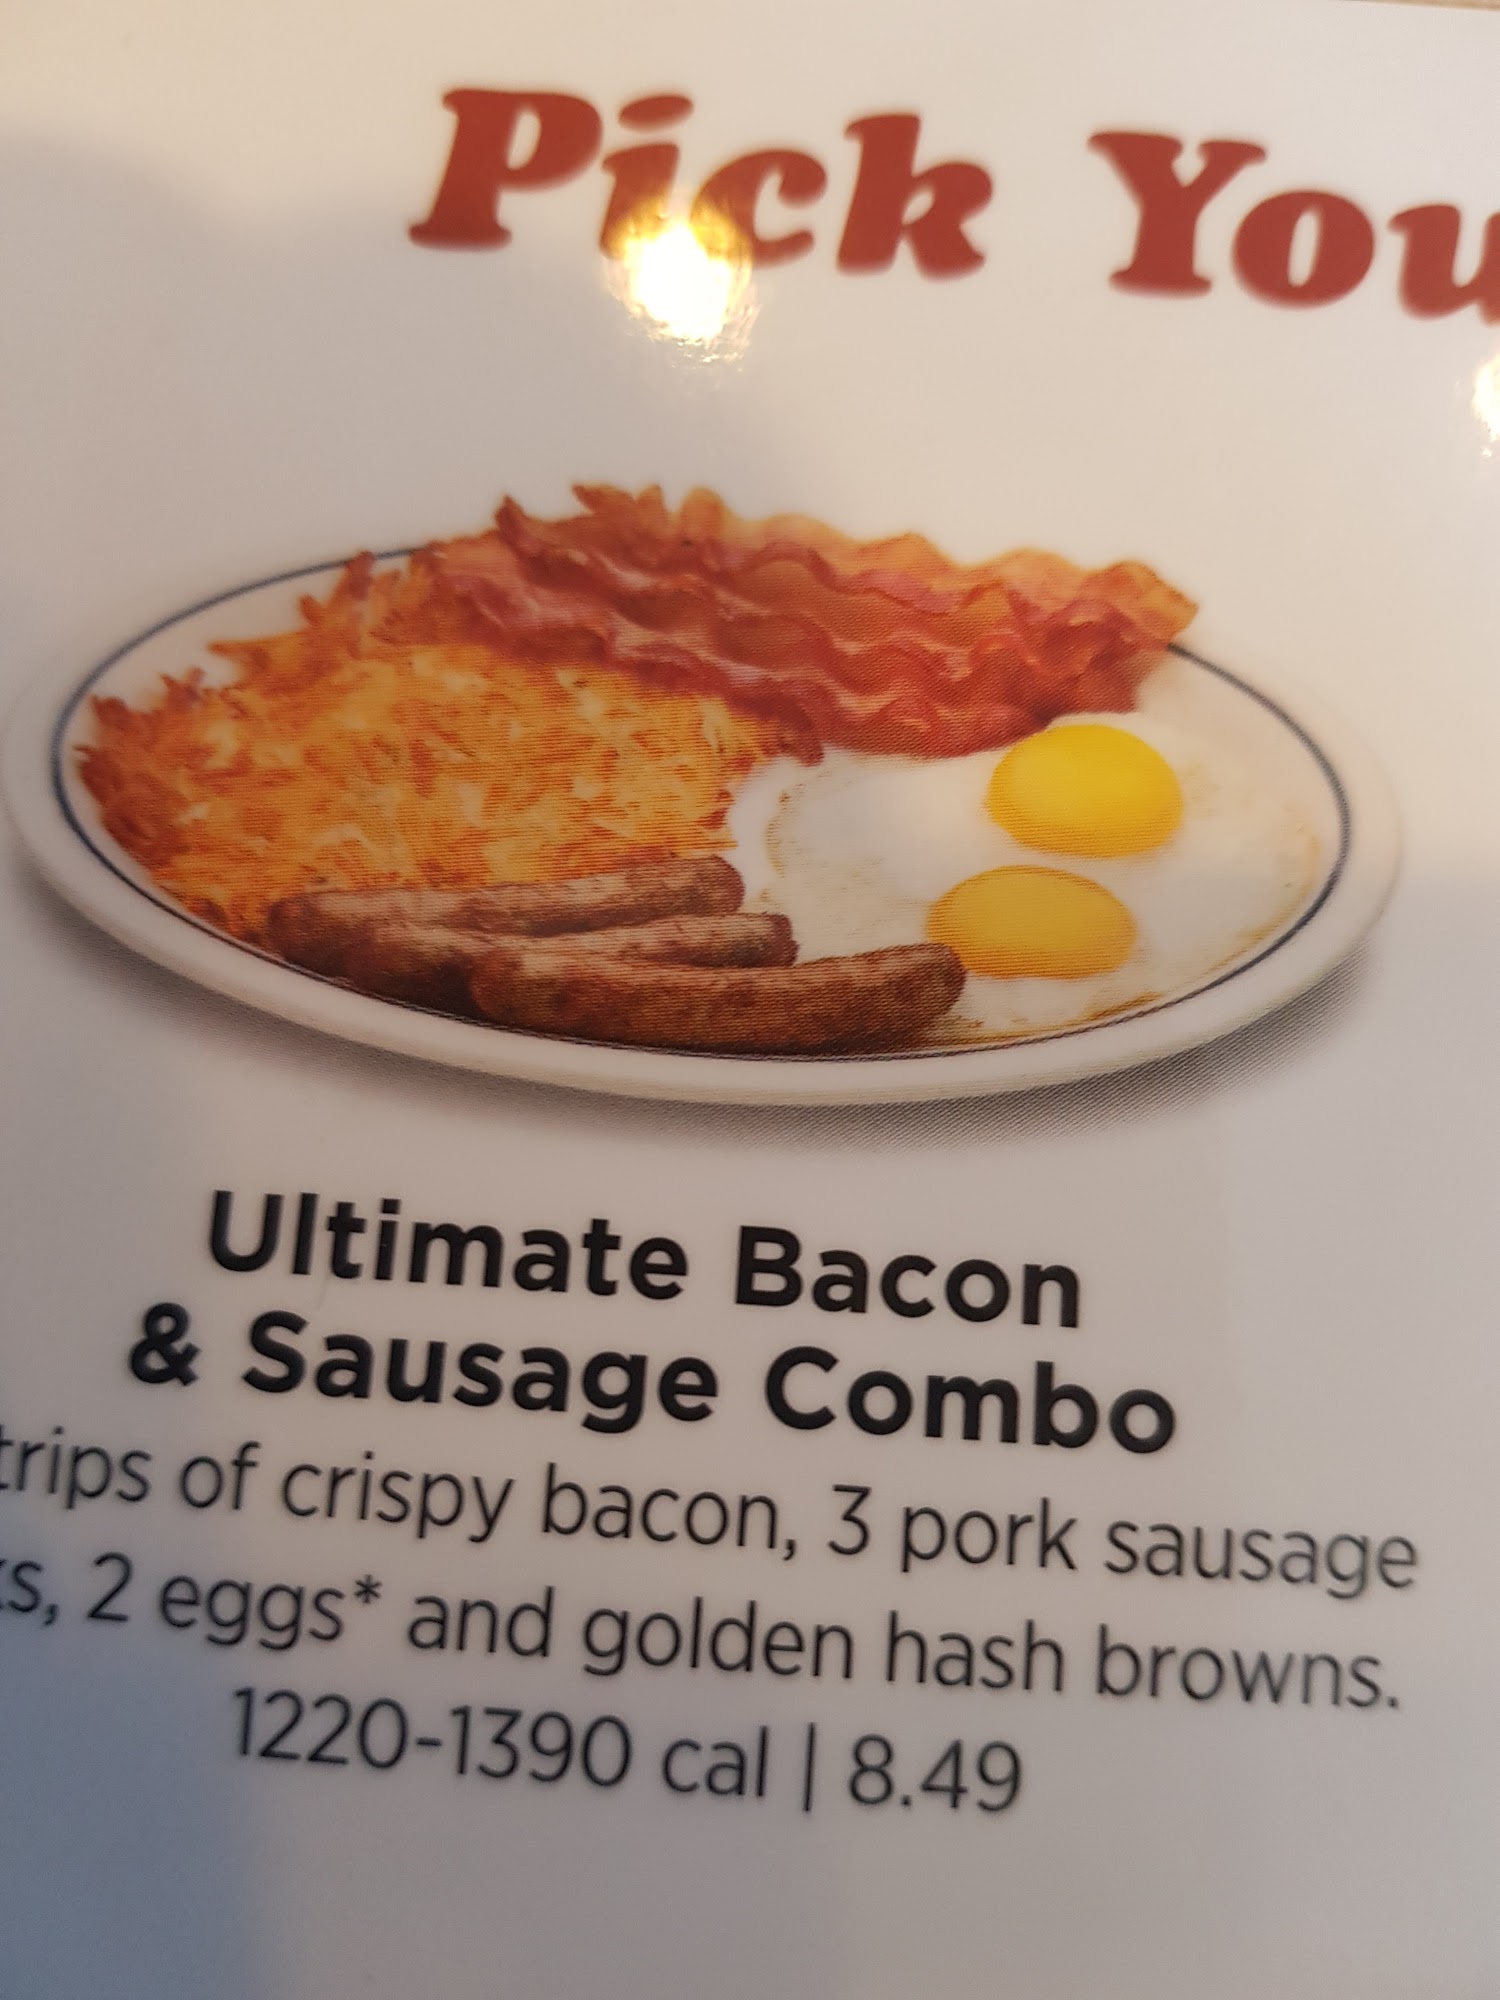 Pick You
Ultimate Bacon
& Sausage Combo
trips of crispy bacon, 3 pork sausage
s, 2 eggs* and golden hash browns.
1220-1390 cal | 8.49